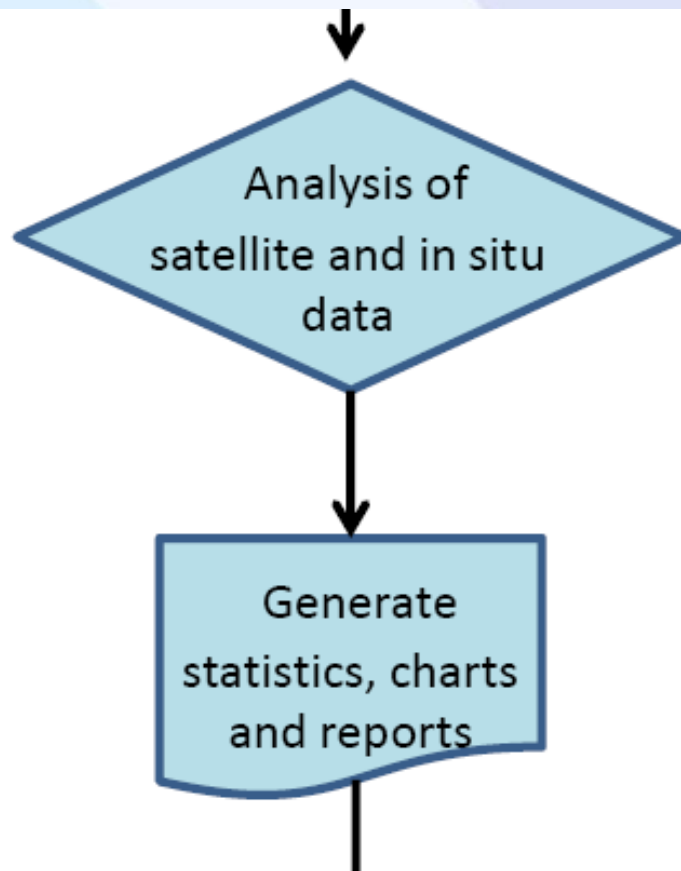 Analysis of
satellite and in situ
data
Generate
statistics, charts
and reports